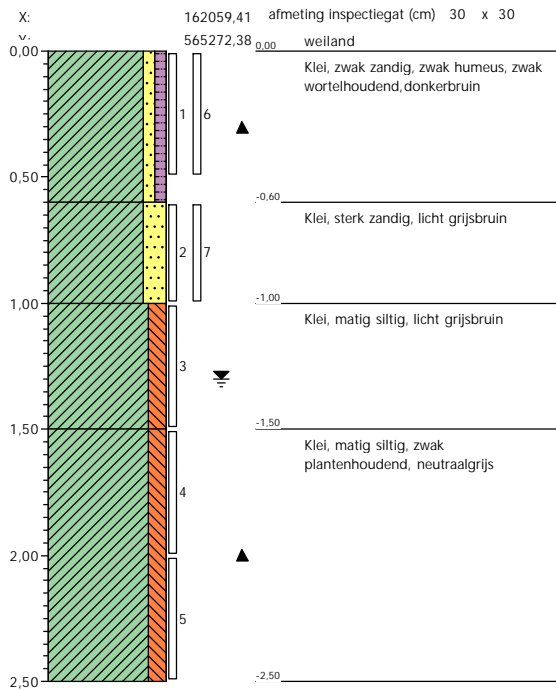 X: 162059,41 afmeting inspectiegat (cm) 30 x 30
565272,38 weiland
0,00 0,00
Klei, zwak zandig, zwak humeus, zwak
wortelhoudend, donkerbruin
1 6
0,50
-0,60
Klei, sterk zandig, licht grijsbruin
2 7
1,00 -1,00
Klei, matig siltig, licht grijsbruin
3
1,50 -1,50
Klei, matig siltig, zwak
plantenhoudend, neutraalgrijs
4
2,00
5
2,50 -2,50